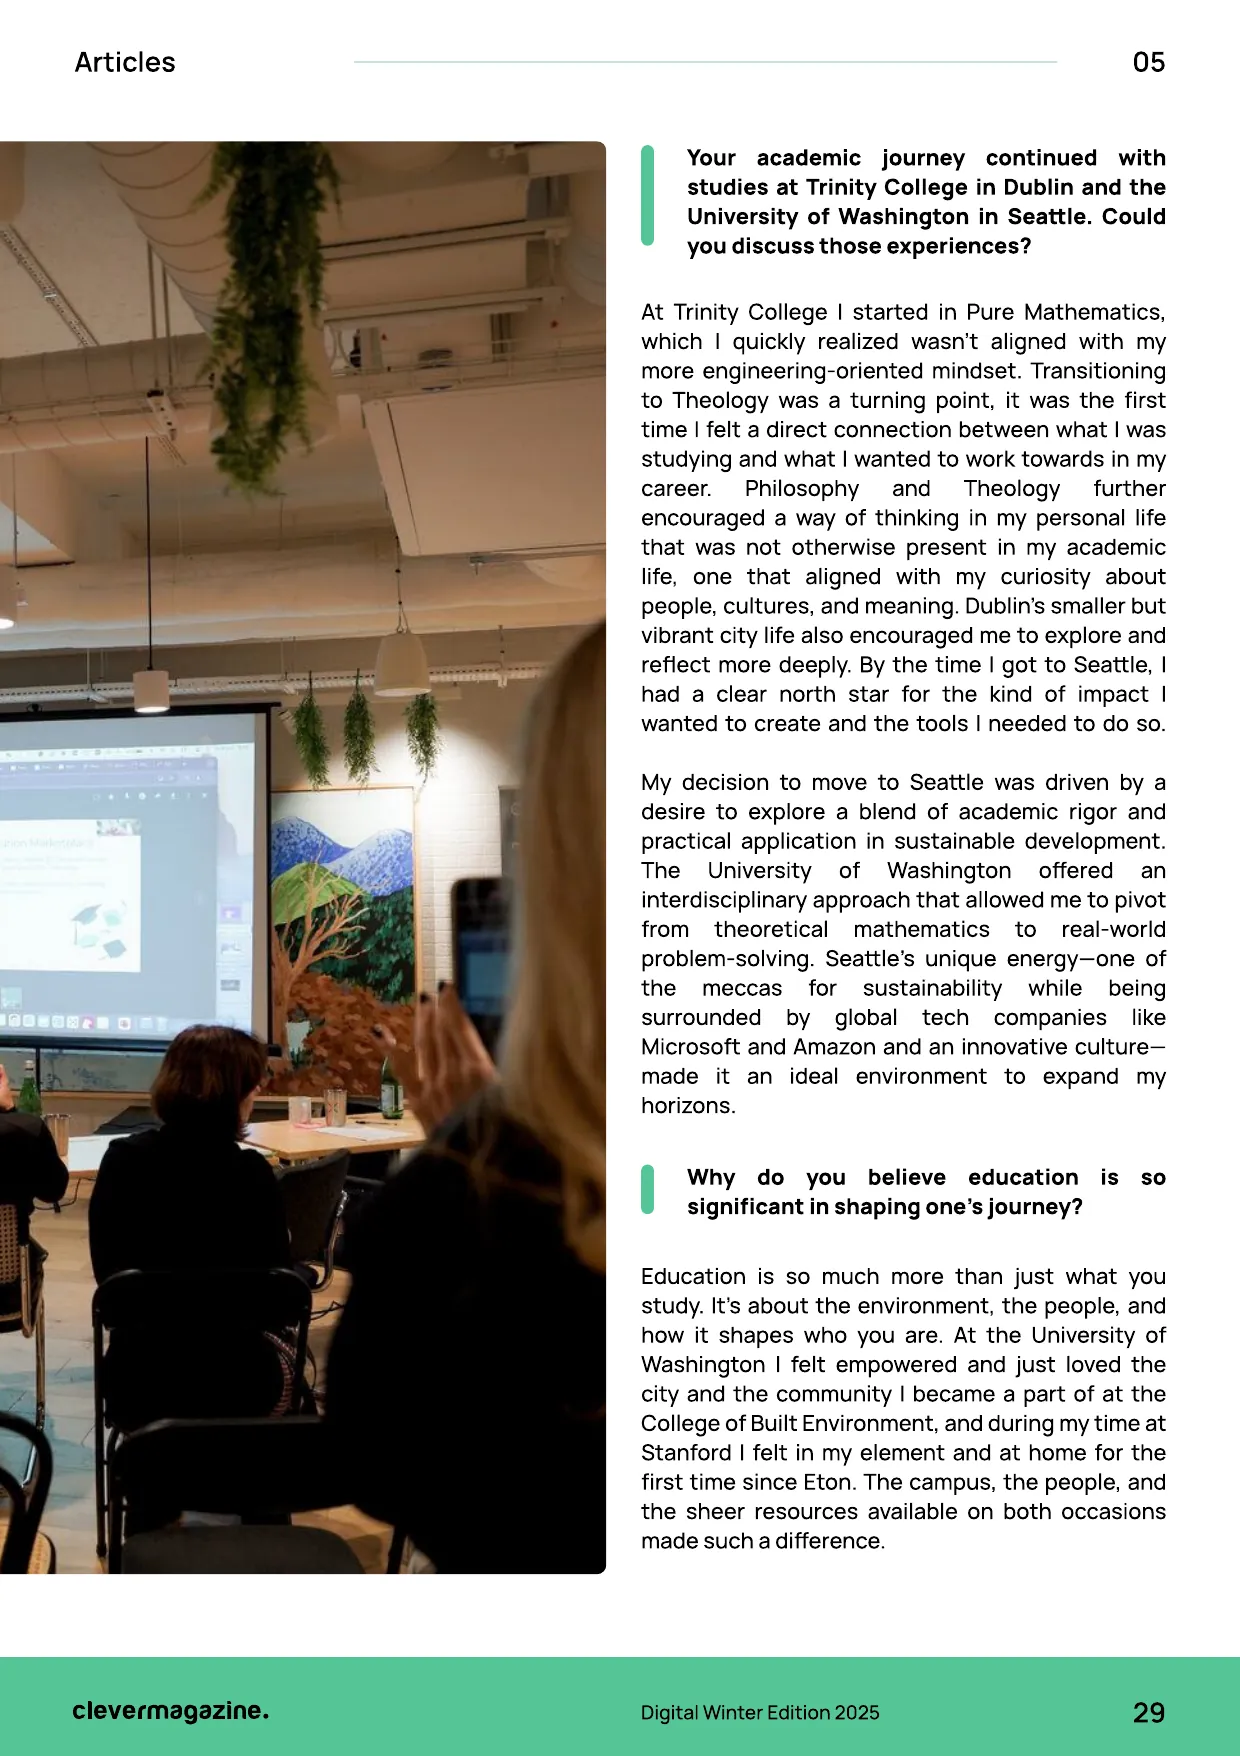 Articles
05
Your academic journey continued with
studies at Trinity College in Dublin and the
University of Washington in Seattle. Could
you discuss those experiences?
At Trinity College I started in Pure Mathematics,
which I quickly realized wasn't aligned with my
more engineering-oriented mindset. Transitioning
to Theology was a turning point, it was the first
time I felt a direct connection between what I was
studying and what I wanted to work towards in my
career. Philosophy and Theology further
encouraged a way of thinking in my personal life
that was not otherwise present in my academic
life, one that aligned with my curiosity about
people, cultures, and meaning. Dublin's smaller but
vibrant city life also encouraged me to explore and
reflect more deeply. By the time I got to Seattle, I
had a clear north star for the kind of impact I
wanted to create and the tools I needed to do so.
My decision to move to Seattle was driven by a
desire to explore a blend of academic rigor and
practical application in sustainable development.
The University of Washington offered an
interdisciplinary approach that allowed me to pivot
from theoretical mathematics to real-world
problem-solving. Seattle's unique energy—one of
the meccas for sustainability while being
surrounded by global tech companies like
Microsoft and Amazon and an innovative culture—
made it an ideal environment to expand my
horizons.
Why do you believe education is so
significant in shaping one's journey?
Education is so much more than just what you
study. It's about the environment, the people, and
how it shapes who you are. At the University of
Washington I felt empowered and just loved the
city and the community I became a part of at the
College of Built Environment, and during my time at
Stanford I felt in my element and at home for the
first time since Eton. The campus, the people, and
the sheer resources available on both occasions
made such a difference.
clevermagazine.
Digital Winter Edition 2025
29